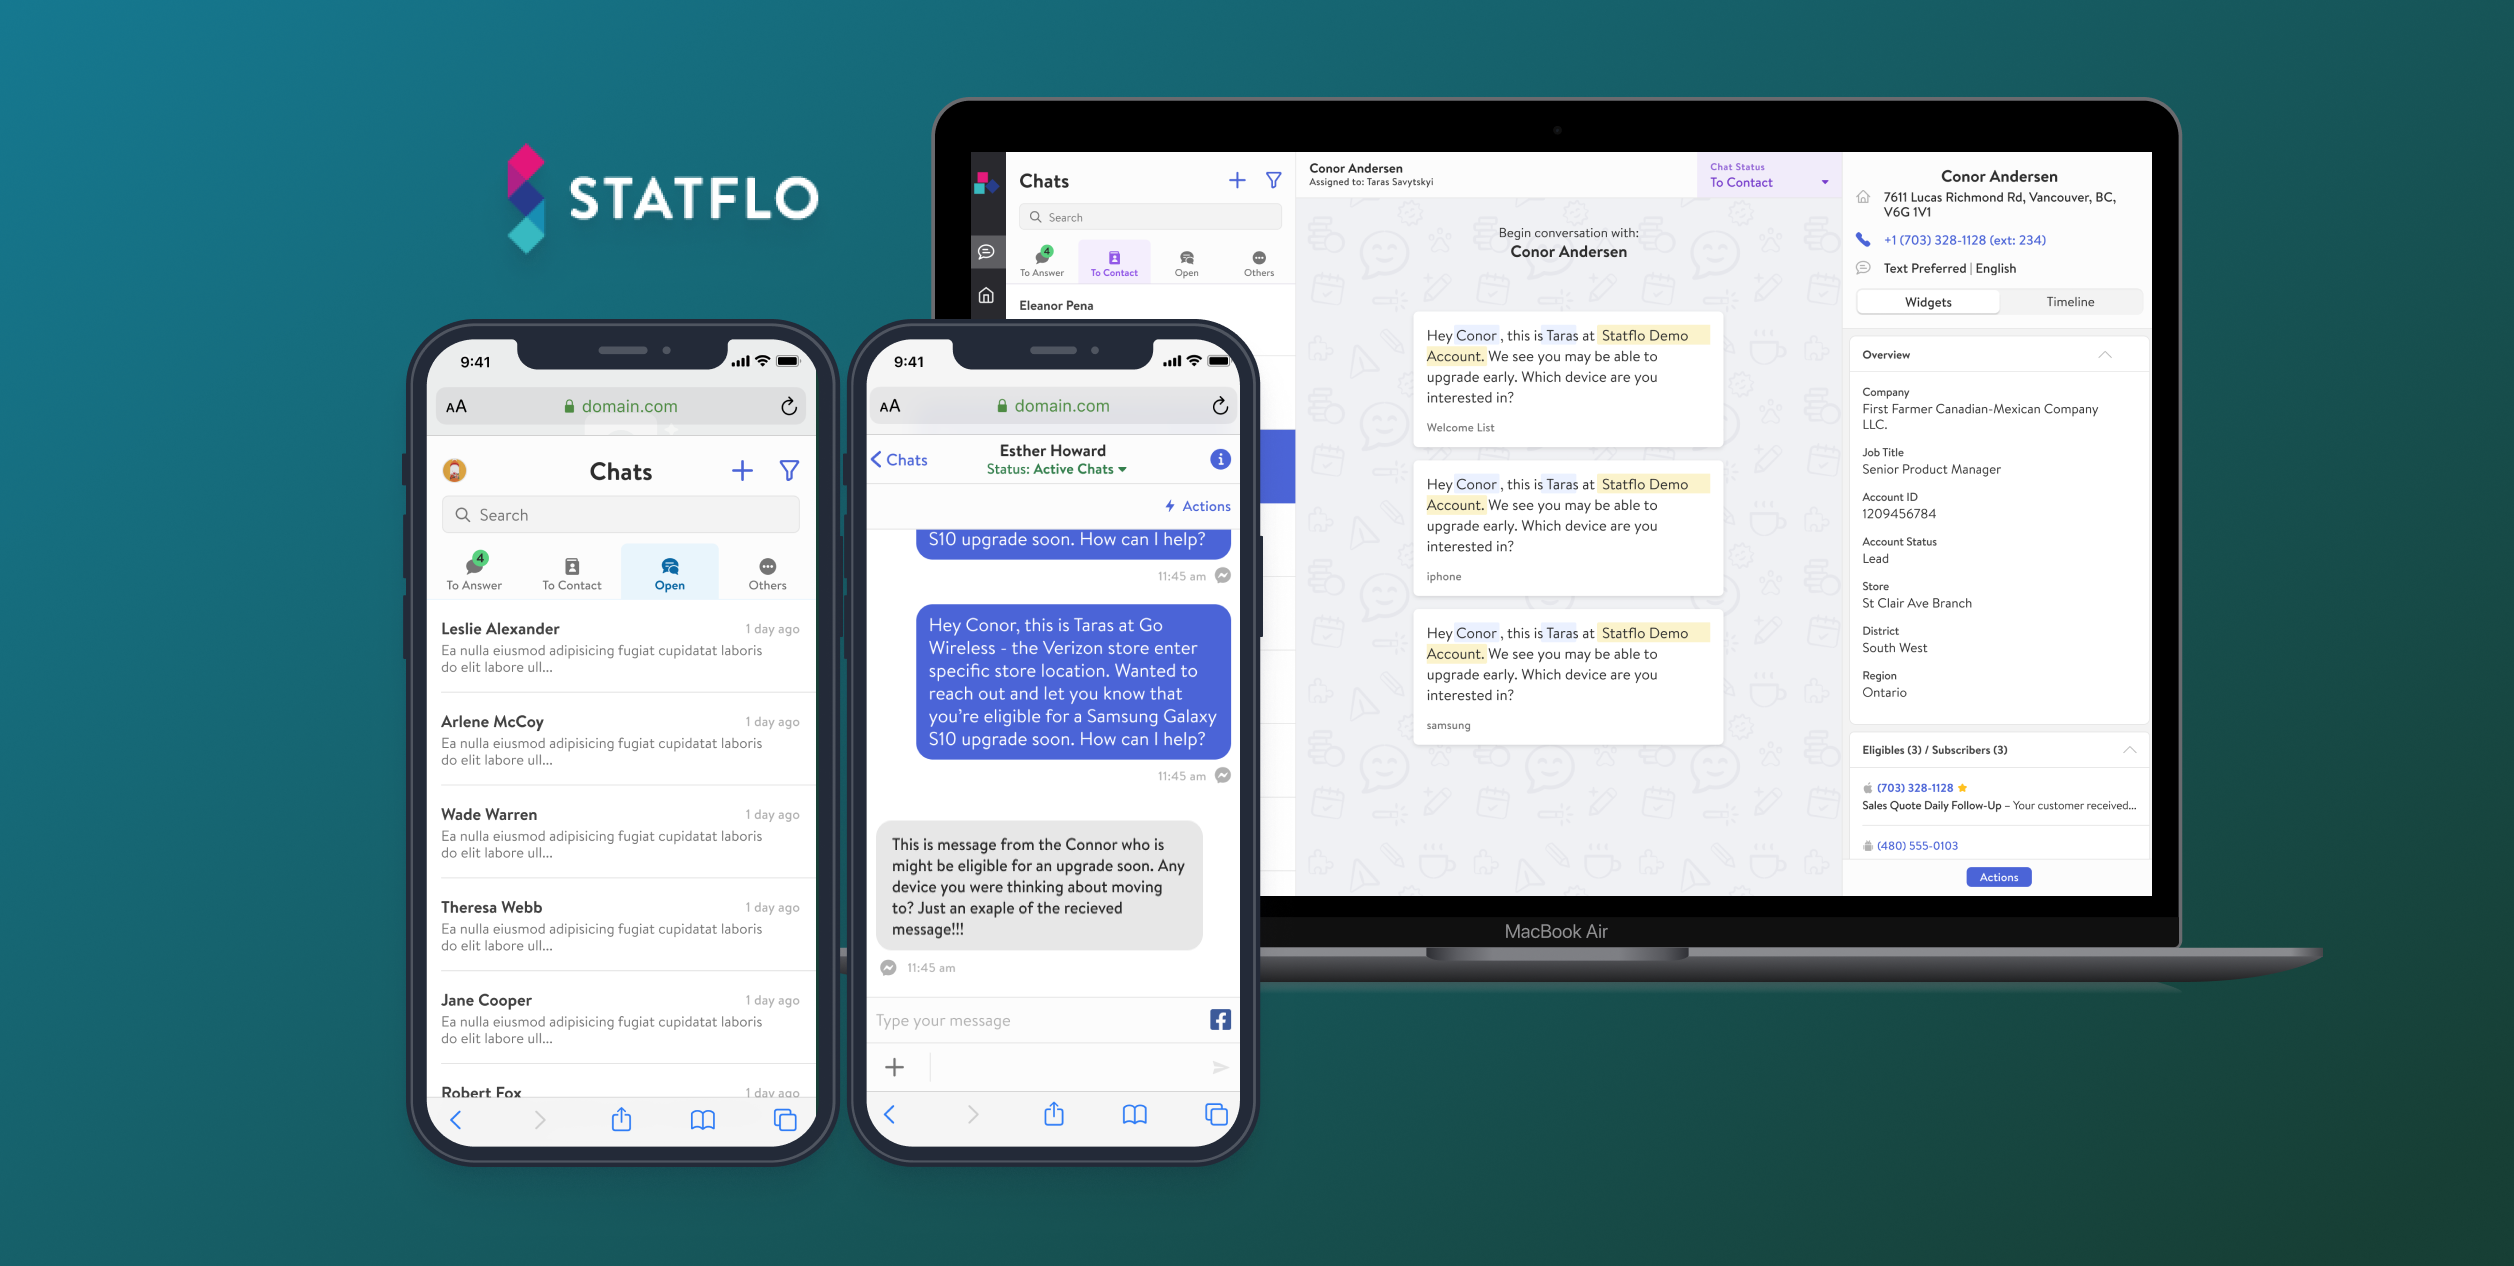 STATFLO
9:41
AA
domain.com
Chats
Search
4
To Answer
To Contact
Open
Others
Leslie Alexander
1 day ago
Ea nulla eiusmod adipisicing fugiat cupidatat laboris
do elit labore ull...
Arlene McCoy
1 day ago
Ea nulla eiusmod adipisicing fugiat cupidatat laboris
do elit labore ull...
Wade Warren
1 day ago
Ea nulla eiusmod adipisicing fugiat cupidatat laboris
do elit labore ull...
Theresa Webb
1 day ago
Ea nulla eiusmod adipisicing fugiat cupidatat laboris
do elit labore ull...
Jane Cooper
1 day ago
Ea nulla eiusmod adipisicing fugiat cupidatat laboris
do elit labore ull...
Robert Fox
1 day ago
9:41
AA
domain.com
Chats
Esther Howard
Status: Active Chats
Actions
S10 upgrade soon. How can I help?
11:45 am
Hey Conor, this is Taras at Go
Wireless - the Verizon store enter
specific store location. Wanted to
reach out and let you know that
you're eligible for a Samsung Galaxy
S10 upgrade soon. How can I help?
11:45 am
This is message from the Connor who is
might be eligible for an upgrade soon. Any
device you were thinking about moving
to? Just an exaple of the recieved
message!!!
11:45 am
Type your message
Chats
Search
4
To Answer
To Contact
Open
Others
Eleanor Pena
Conor Andersen
Assigned to: Taras Savytskyi
Chat Status
To Contact
Begin conversation with:
Conor Andersen
Hey Conor, this is Taras at Statflo Demo
Account. We see you may be able to
upgrade early. Which device are you
interested in?
Welcome List
Hey Conor, this is Taras at Statflo Demo
Account. We see you may be able to
upgrade early. Which device are you
interested in?
iphone
Hey Conor, this is Taras at Statflo Demo
Account. We see you may be able to
upgrade early. Which device are you
interested in?
samsung
Conor Andersen
7611 Lucas Richmond Rd, Vancouver, BC,
V6G 1V1
+1 (703) 328-1128 (ext: 234)
Text Preferred | English
Widgets
Timeline
Overview
Company
First Farmer Canadian-Mexican Company
LLC.
Job Title
Senior Product Manager
Account ID
1209456784
Account Status
Lead
Store
St Clair Ave Branch
District
South West
Region
Ontario
Eligibles (3) / Subscribers (3)
(703) 328-1128
Sales Quote Daily Follow-Up – Your customer received...
(480) 555-0103
Actions
MacBook Air